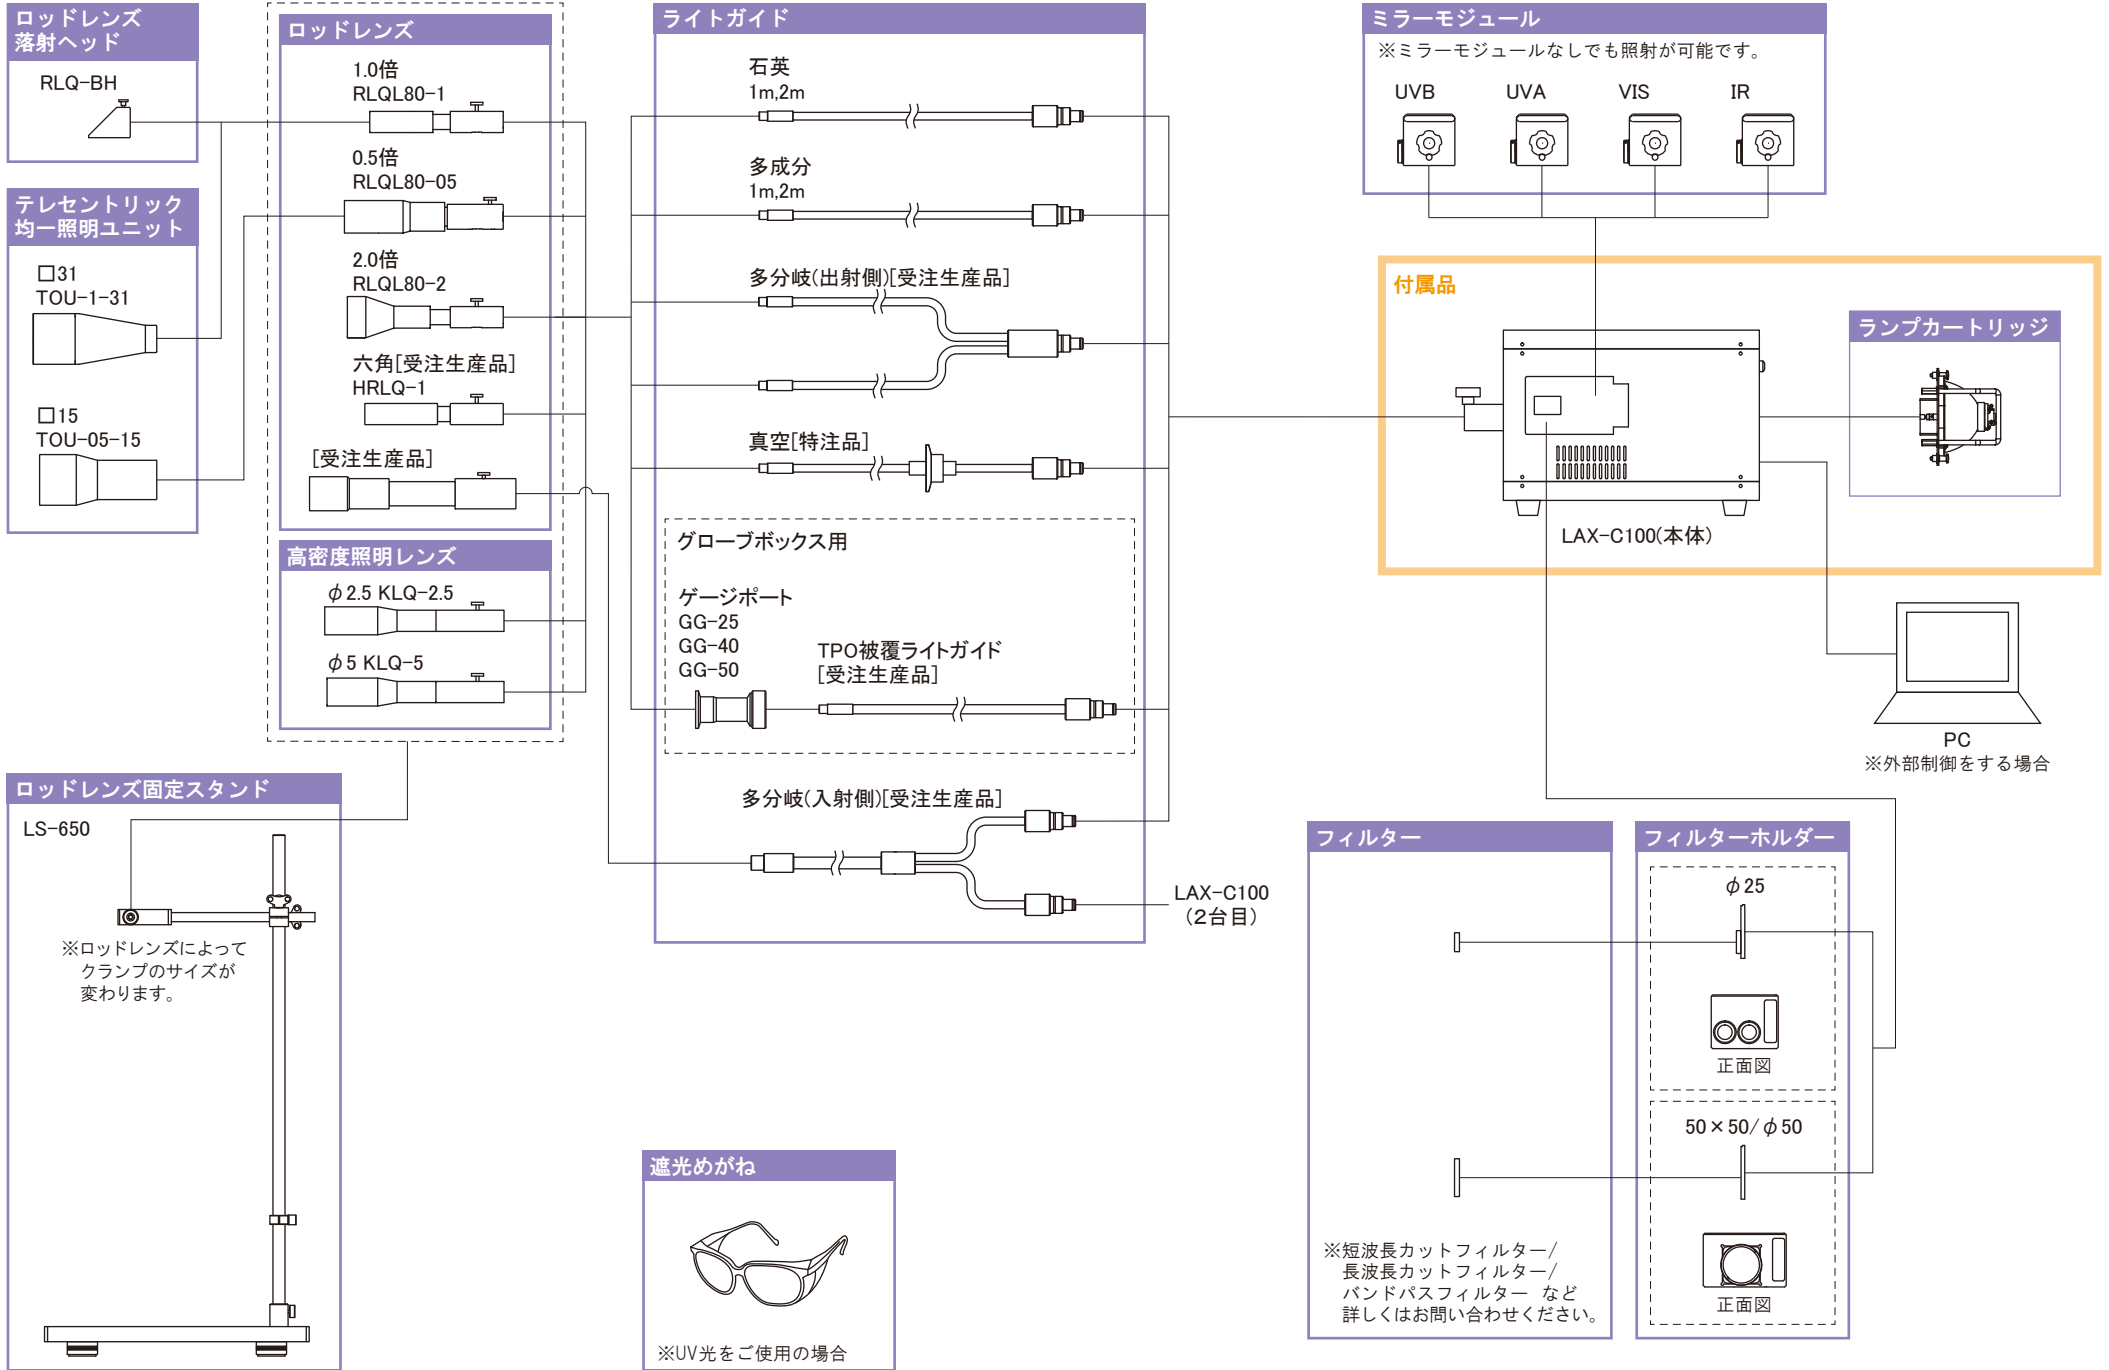 ロッドレンズ
落射ヘッド
RLQ-BH
テレセントリック
均一照明ユニット
□31
TOU-1-31
□15
TOU-05-15
ロッドレンズ
1.0倍
RLQL80-1
0.5倍
RLQL80-05
2.0倍
RLQL80-2
六角[受注生産品]
HRLQ-1
[受注生産品]
高密度照明レンズ
φ2.5 KLQ-2.5
φ5 KLQ-5
ロッドレンズ固定スタンド
LS-650
※ロッドレンズによって
クランプのサイズが
変わります。
ライトガイド
石英
1m,2m
多成分
1m,2m
多分岐(出射側)[受注生産品]
真空[特注品]
グローブボックス用
ゲージポート
GG-25
GG-40
GG-50
TPO被覆ライトガイド
[受注生産品]
多分岐(入射側)[受注生産品]
LAX-C100
(2台目)
遮光めがね
※UV光をご使用の場合
ミラーモジュール
※ミラーモジュールなしでも照射が可能です。
UVB UVA VIS IR
付属品
ランプカートリッジ
LAX-C100(本体)
PC
※外部制御をする場合
フィルター
※短波長カットフィルター/
長波長カットフィルター/
バンドパスフィルター など
詳しくはお問い合わせください。
フィルターホルダー
φ25
正面図
50×50/φ50
正面図